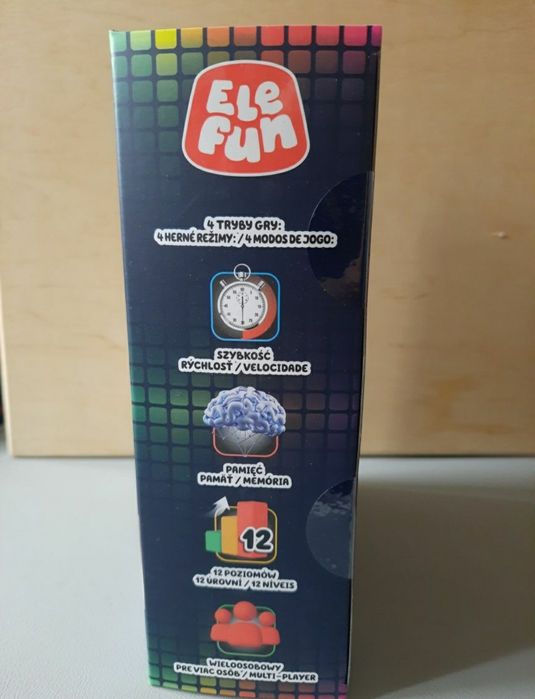 Ele
fun
4 TRYBY GRY:
4 HERNÉ REŽIMY: / 4 MODOS DE JOGO:
SZYBKOŚĆ
RÝCHLOSŤ / VELOCIDADE
PAMIĘĆ
PAMÄŤ / MEMÓRIA
12
12 POZIOMÓW
12 ÚROVNÍ / 12 NÍVEIS
WIELOOSOBOWY
PRE VIAC OSÔB / MULTI-PLAYER